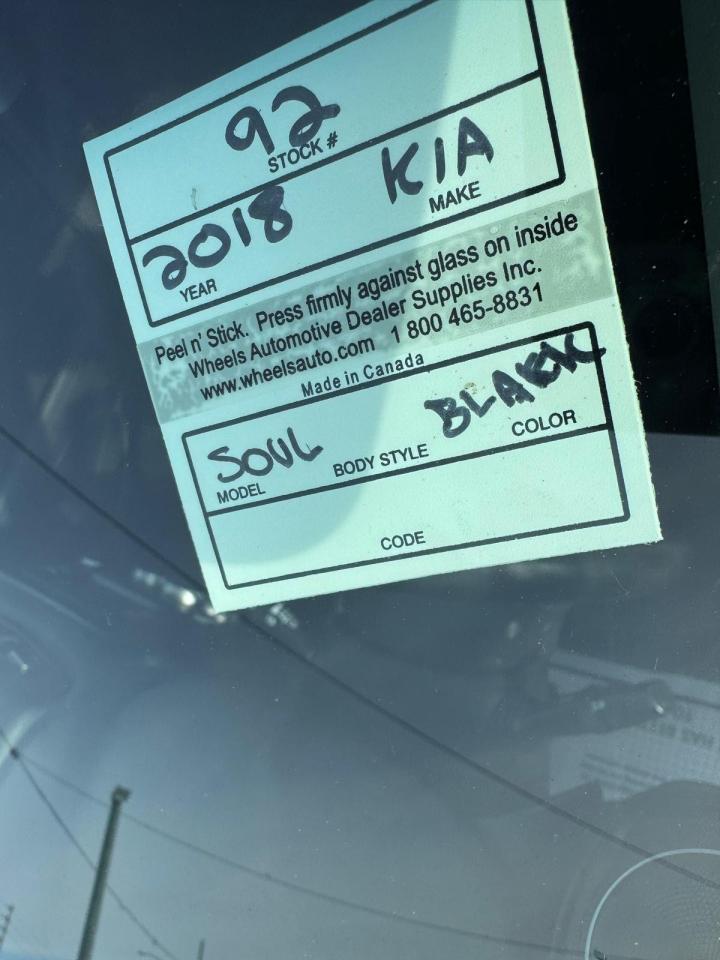 92
STOCK #
2018 KIA
YEAR MAKE
Peel n' Stick. Press firmly against glass on inside
Wheels Automotive Dealer Supplies Inc.
www.wheelsauto.com 1 800 465-8831
Made in Canada
SOUL BLAKK
MODEL BODY STYLE COLOR
CODE